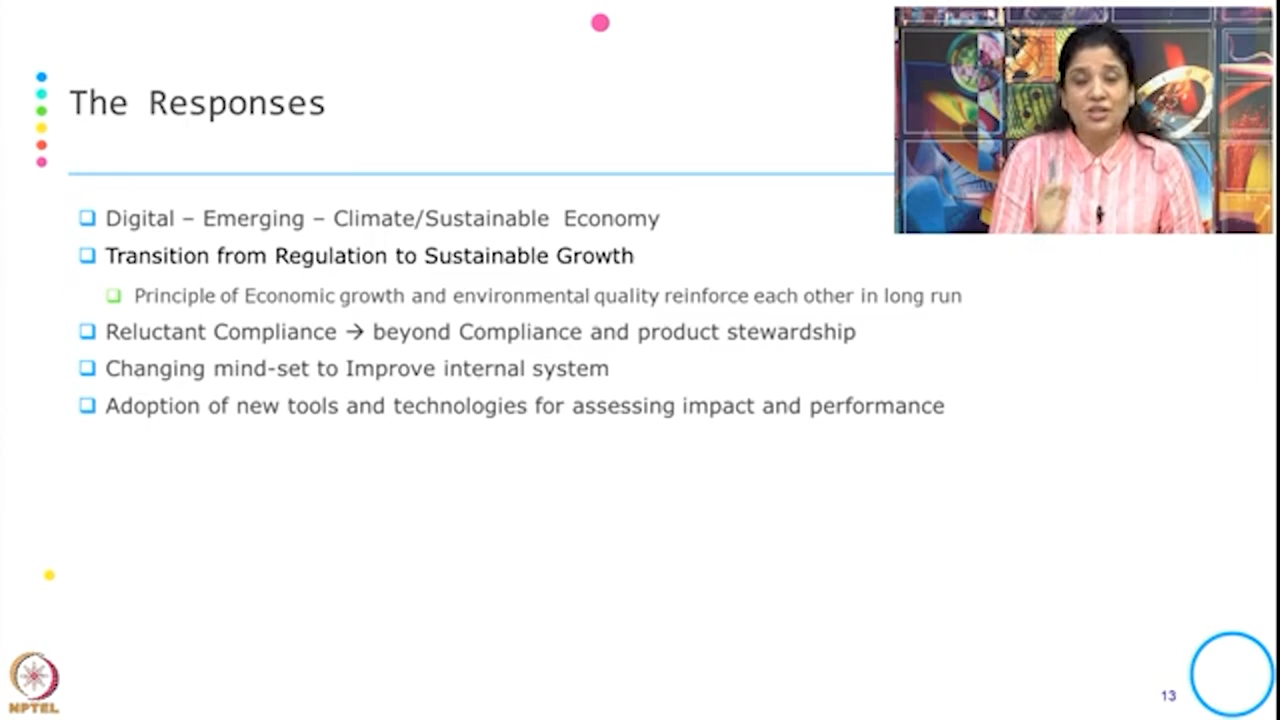 The Responses
Digital – Emerging – Climate/Sustainable Economy
Transition from Regulation to Sustainable Growth
Principle of Economic growth and environmental quality reinforce each other in long run
Reluctant Compliance → beyond Compliance and product stewardship
Changing mind-set to Improve internal system
Adoption of new tools and technologies for assessing impact and performance
NPTEL
13